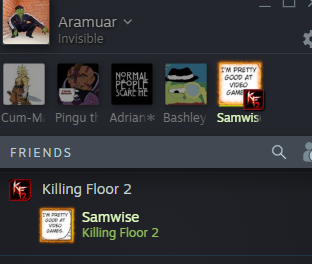 Aramuar
Invisible
NORMAL
PEOPLE
SCARE ME
I'M PRETTY
GOOD AT
VIDEO
GAMES
Cum-Ma
Pingu th
Adrian*
Bashley
Samwis
FRIENDS
Killing Floor 2
I'M PRETTY
GOOD AT
VIDEO
GAMES.
Samwise
Killing Floor 2